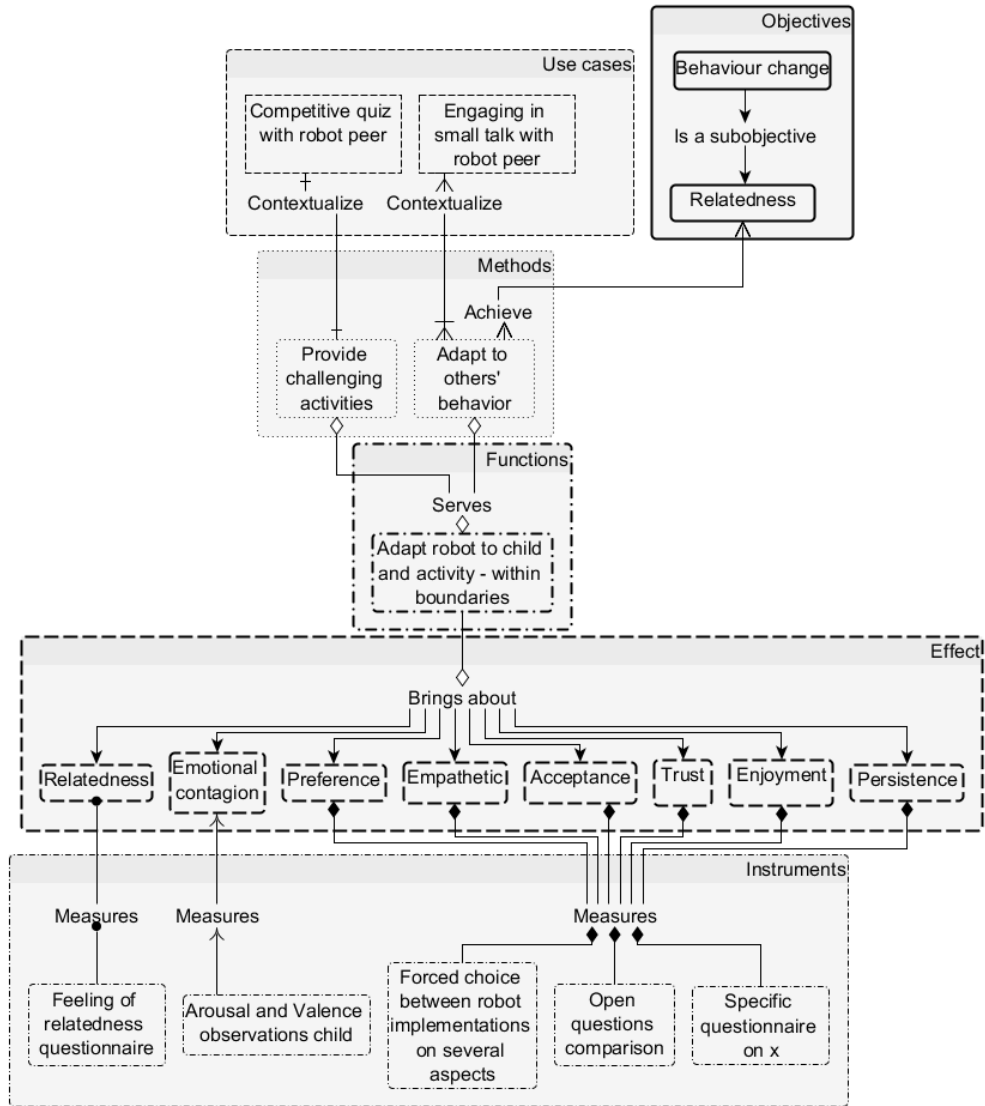 Objectives
Behaviour change
Is a subobjective
Relatedness
Use cases
Competitive quiz
with robot peer
Engaging in
small talk with
robot peer
Contextualize
Contextualize
Methods
Achieve
Provide
challenging
activities
Adapt to
others'
behavior
Functions
Serves
Adapt robot to child
and activity - within
boundaries
Effect
Brings about
Relatedness
Emotional
contagion
Preference
Empathetic
Acceptance
Trust
Enjoyment
Persistence
Instruments
Measures
Measures
Measures
Feeling of
relatedness
questionnaire
Arousal and Valence
observations child
Forced choice
between robot
implementations
on several
aspects
Open
questions
comparison
Specific
questionnaire
on x